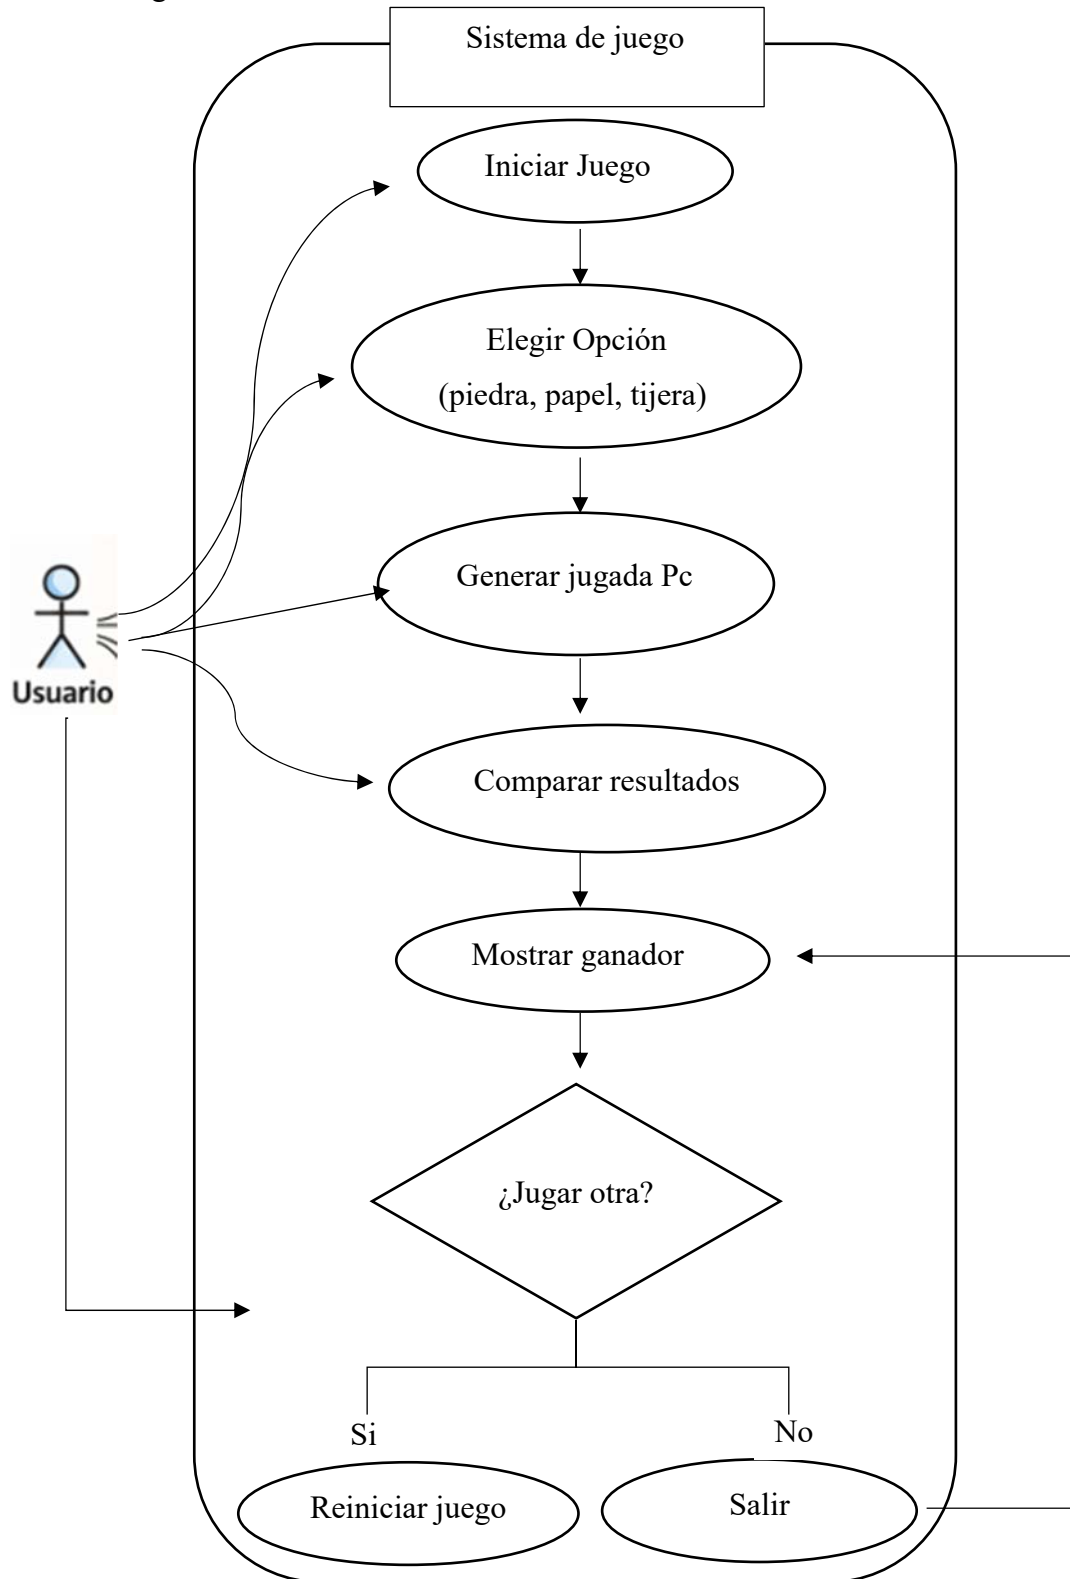 Sistema de juego
Iniciar Juego
Elegir Opción
(piedra, papel, tijera)
Generar jugada Pc
Usuario
Comparar resultados
Mostrar ganador
¿Jugar otra?
Si
No
Reiniciar juego
Salir